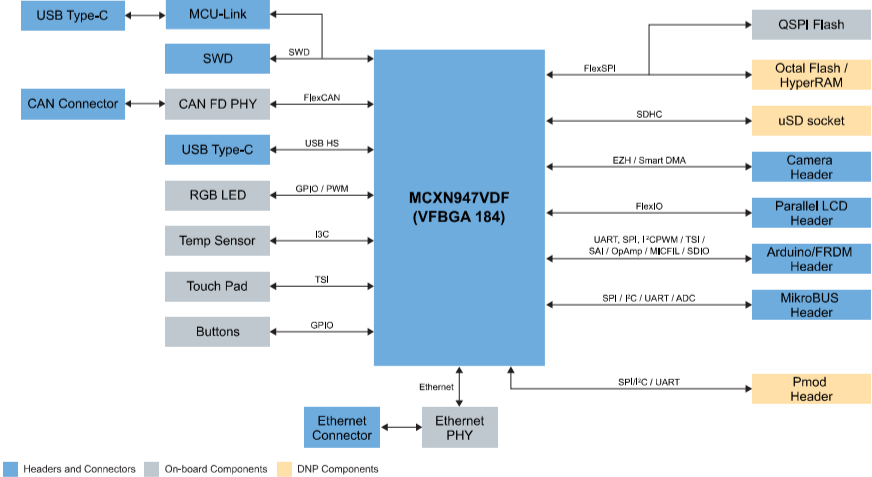 USB Type-C
MCU-Link
SWD
SWD
CAN Connector
CAN FD PHY
FlexCAN
USB Type-C
USB HS
RGB LED
GPIO / PWM
Temp Sensor
I3C
Touch Pad
TSI
Buttons
GPIO
MCXN947VDF
(VFBGA 184)
QSPI Flash
FlexSPI
Octal Flash /
HyperRAM
SDHC
uSD socket
EZH / Smart DMA
Camera
Header
FlexIO
Parallel LCD
Header
UART, SPI, I²CPWM / TSI /
SAI / OpAmp / MICFIL / SDIO
Arduino/FRDM
Header
SPI / I²C / UART / ADC
MikroBUS
Header
SPI/I²C / UART
Pmod
Header
Ethernet
Ethernet
Connector
Ethernet
PHY
Headers and Connectors
On-board Components
DNP Components